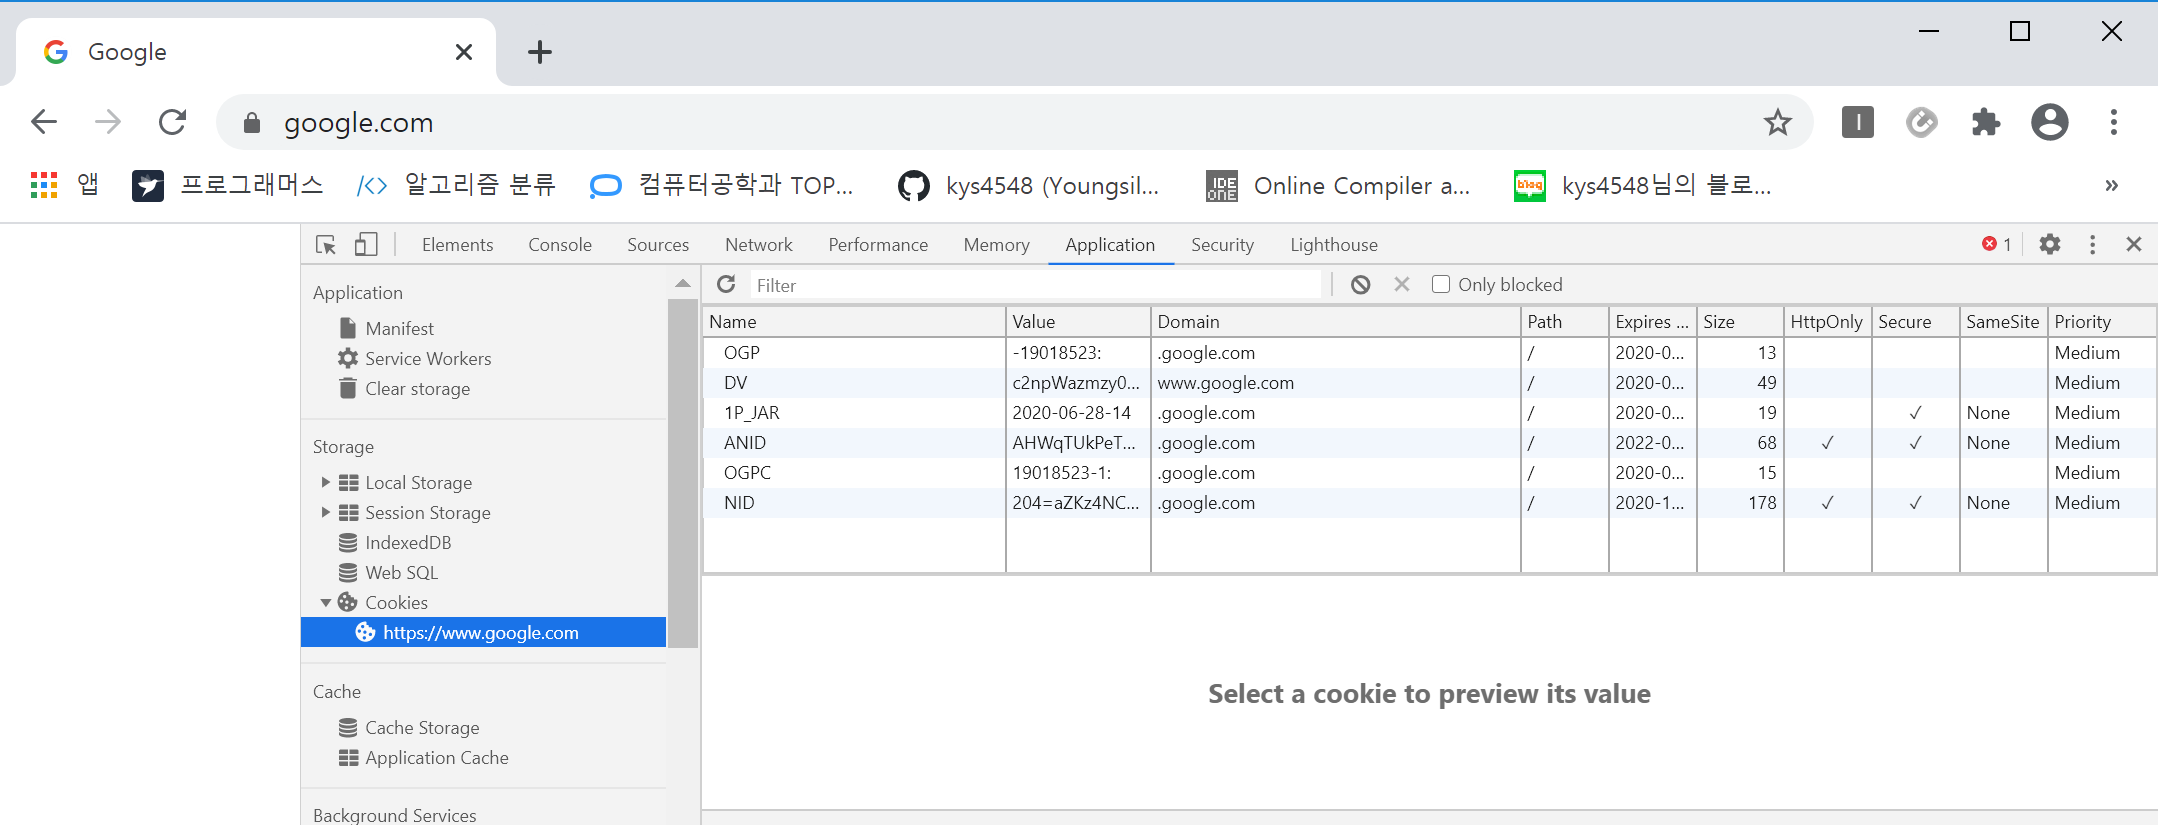 Google
google.com
앱 프로그래머스 알고리즘 분류 컴퓨터공학과 TOP... kys4548 (Youngsil... Online Compiler a... kys4548님의 블로...
Elements Console Sources Network Performance Memory Application Security Lighthouse 1
Application
Manifest
Service Workers
Clear storage
Storage
Local Storage
Session Storage
IndexedDB
Web SQL
Cookies
https://www.google.com
Cache
Cache Storage
Application Cache
Background Services
Filter Only blocked
Name Value Domain Path Expires ... Size HttpOnly Secure SameSite Priority
OGP -19018523: .google.com / 2020-0... 13 Medium
DV c2npWazmzy0... www.google.com / 2020-0... 49 Medium
1P_JAR 2020-06-28-14 .google.com / 2020-0... 19 ✓ None Medium
ANID AHWqTUkPeT... .google.com / 2022-0... 68 ✓ ✓ None Medium
OGPC 19018523-1: .google.com / 2020-0... 15 Medium
NID 204=aZKz4NC... .google.com / 2020-1... 178 ✓ ✓ None Medium
Select a cookie to preview its value